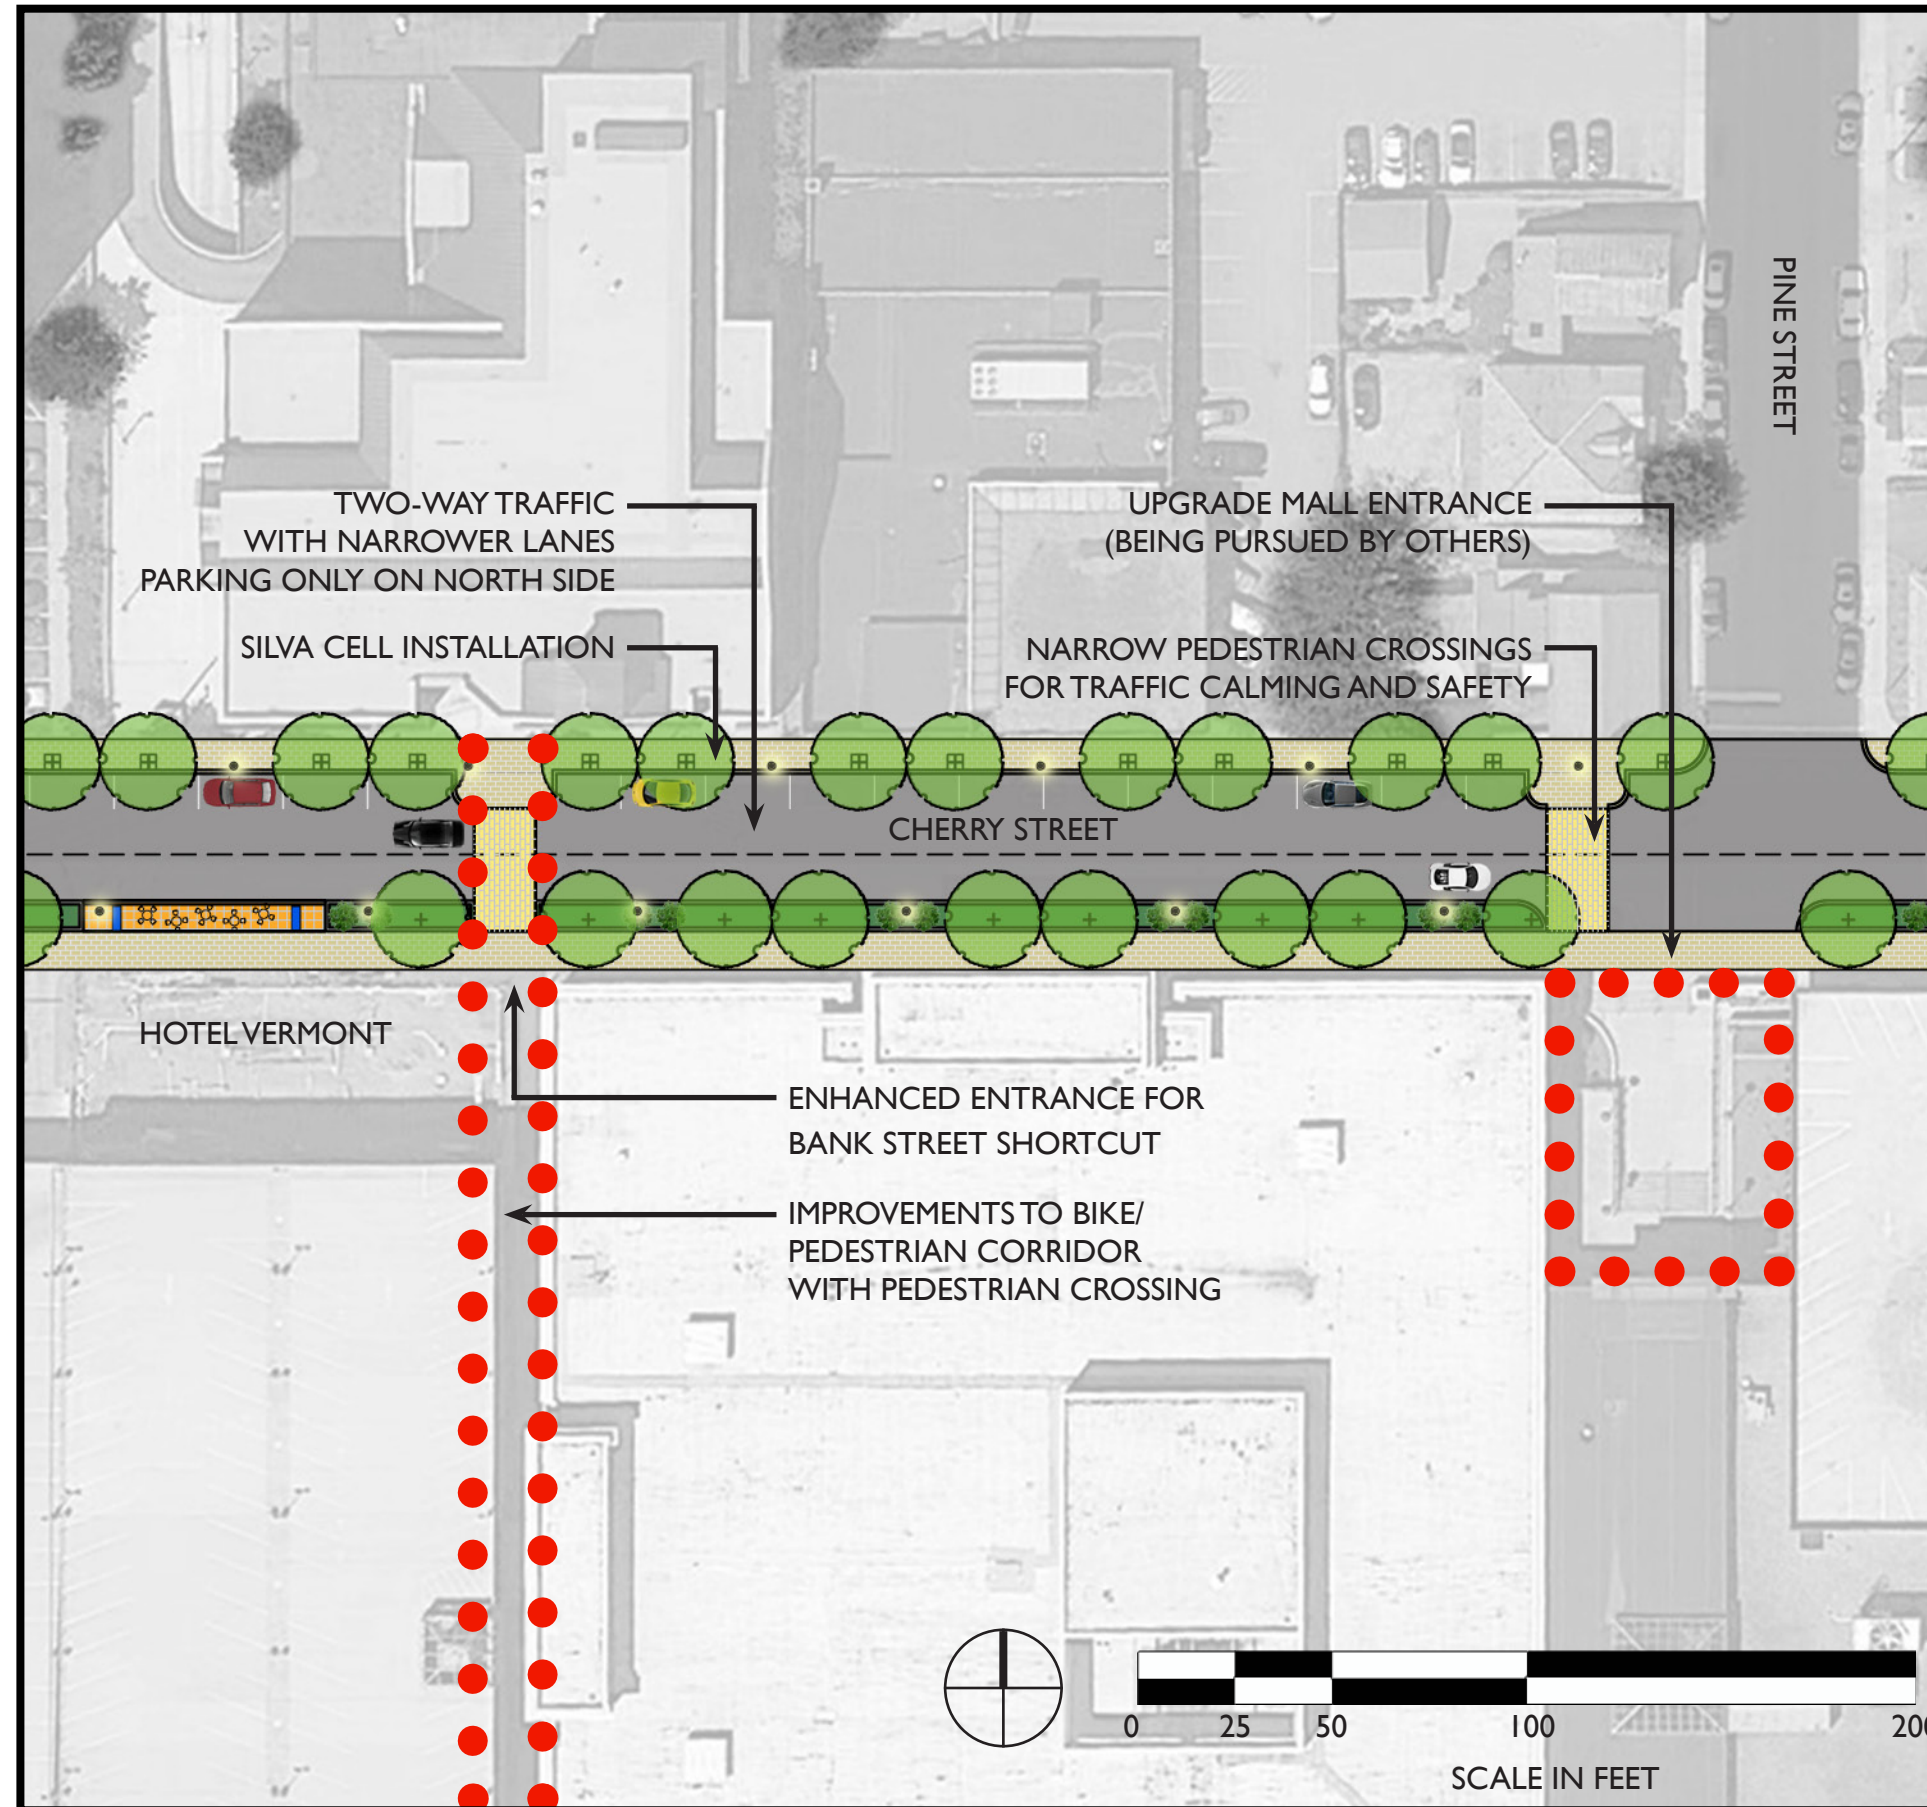 PINE STREET
TWO-WAY TRAFFIC
WITH NARROWER LANES
PARKING ONLY ON NORTH SIDE
SILVA CELL INSTALLATION
UPGRADE MALL ENTRANCE
(BEING PURSUED BY OTHERS)
NARROW PEDESTRIAN CROSSINGS
FOR TRAFFIC CALMING AND SAFETY
CHERRY STREET
HOTEL VERMONT
ENHANCED ENTRANCE FOR
BANK STREET SHORTCUT
IMPROVEMENTS TO BIKE/
PEDESTRIAN CORRIDOR
WITH PEDESTRIAN CROSSING
0 25 50 100 200
SCALE IN FEET